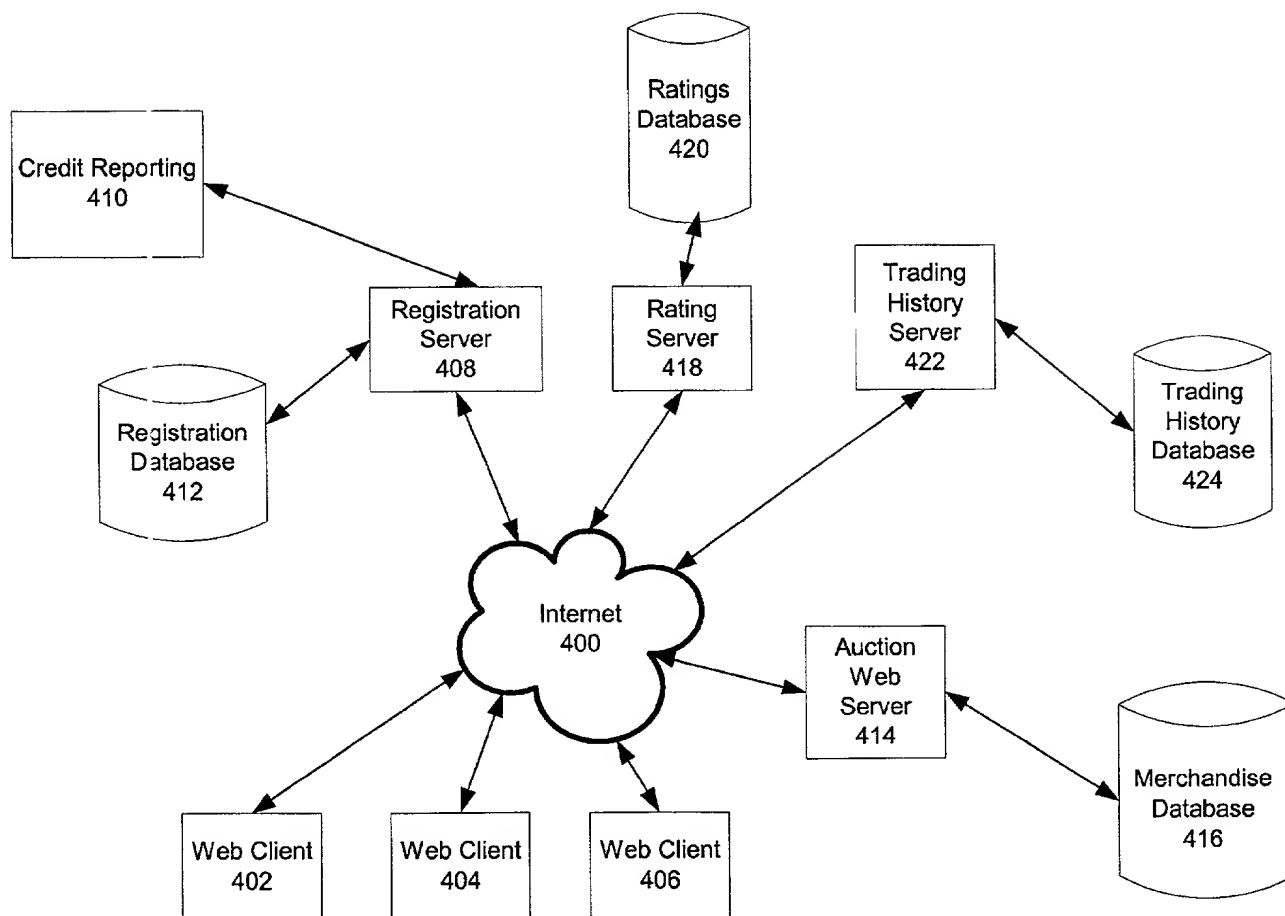 Ratings
Database
420
Credit Reporting
410
Registration
Server
408
Rating
Server
418
Trading
History
Server
422
Registration
Database
412
Trading
History
Database
424
Internet
400
Auction
Web
Server
414
Merchandise
Database
416
Web Client
402
Web Client
404
Web Client
406